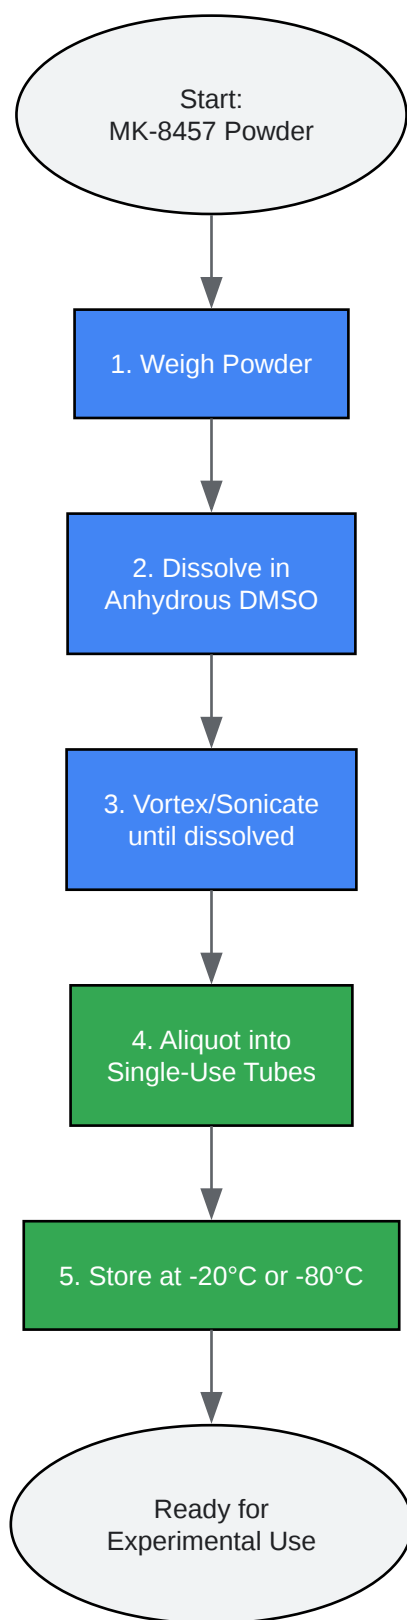 Start:
MK-8457 Powder
1. Weigh Powder
2. Dissolve in
Anhydrous DMSO
3. Vortex/Sonicate
until dissolved
4. Aliquot into
Single-Use Tubes
5. Store at -20°C or -80°C
Ready for
Experimental Use